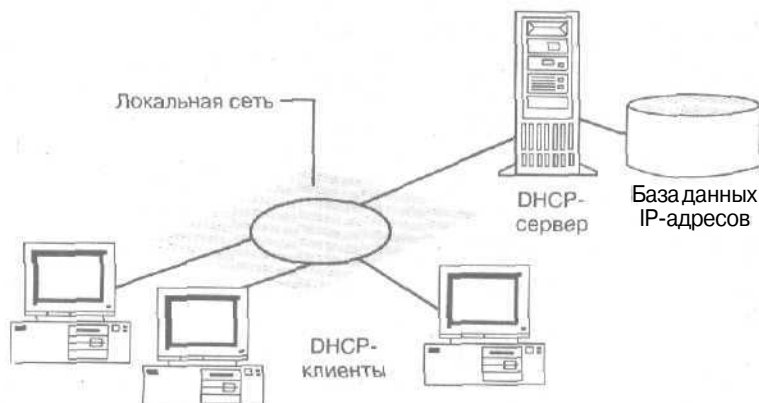 Локальная сеть
DHCP-
сервер
База данных
IP-адресов
DHCP-
клиенты